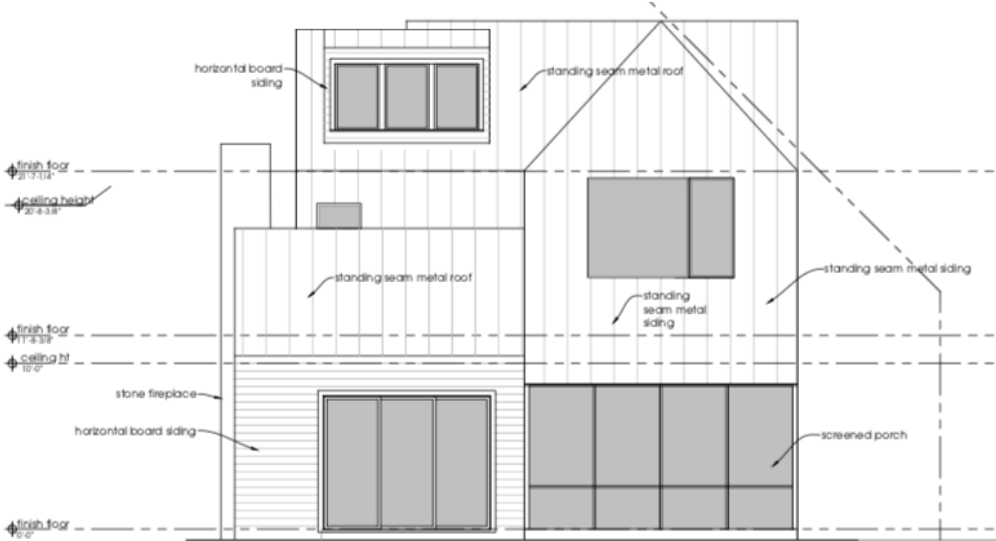 horizontal board
siding
standing seam metal roof
finish floor
21'-7-1/4"
ceiling height
20'-8-3/8"
standing seam metal siding
standing seam metal roof
standing
seam metal
siding
finish floor
11'-8-3/8"
ceiling ht
10'-0"
stone fireplace
horizontal board siding
screened porch
finish floor
0'-0"